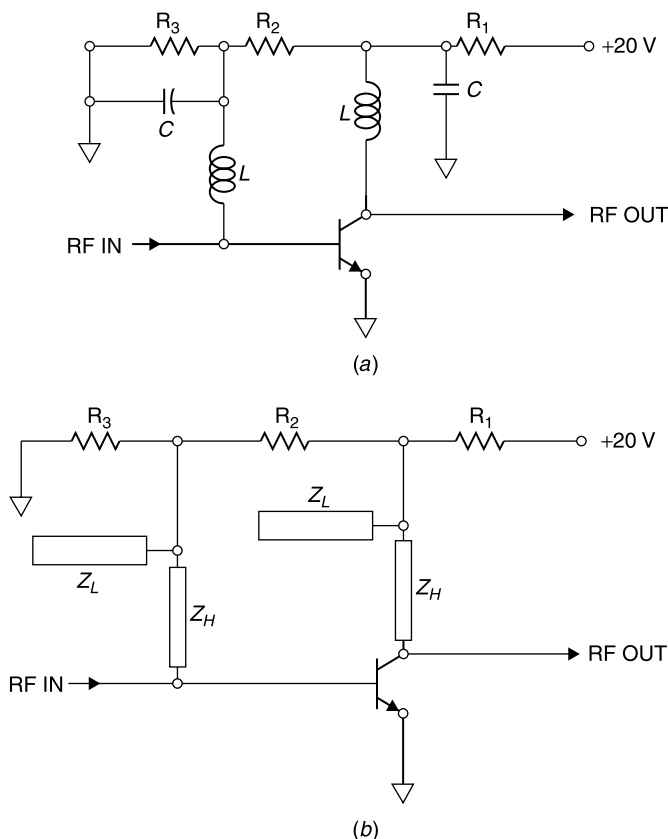 R3 R2 R1
+20 V
C L L C
RF IN RF OUT
(a)
R3 R2 R1
+20 V
ZL ZL
ZH ZH
RF IN RF OUT
(b)